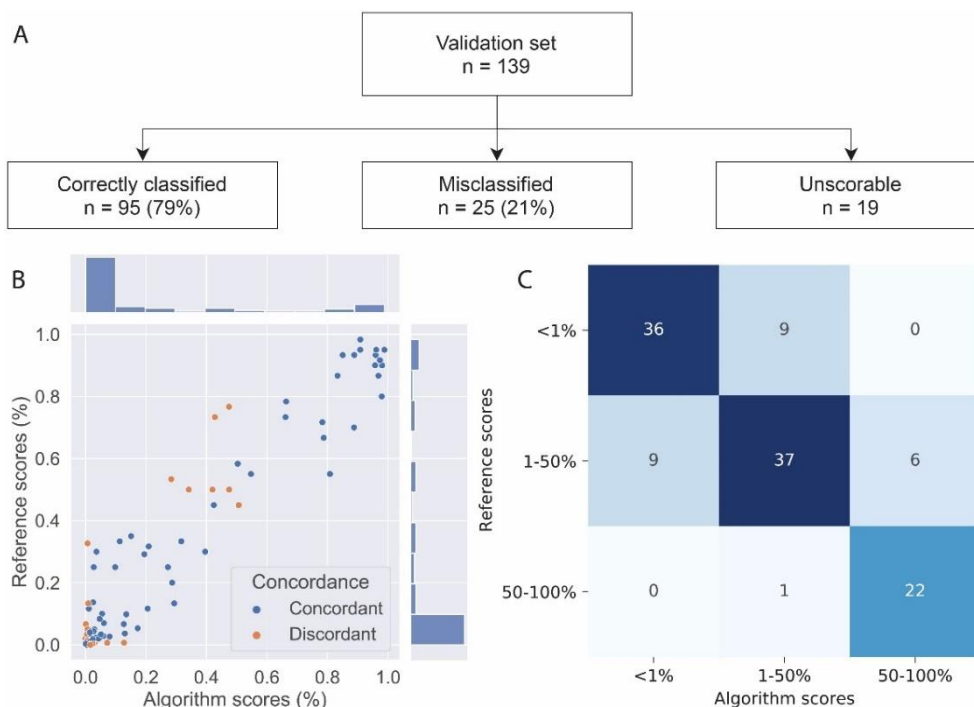 A
Validation set
n = 139
Correctly classified
n = 95 (79%)
Misclassified
n = 25 (21%)
Unscorable
n = 19
B
1.0
0.8
0.6
0.4
0.2
0.0
Reference scores (%)
Concordance
Concordant
Discordant
0.0 0.2 0.4 0.6 0.8 1.0
Algorithm scores (%)
C
Reference scores
<1% 36 9 0
1-50% 9 37 6
50-100% 0 1 22
<1% 1-50% 50-100%
Algorithm scores